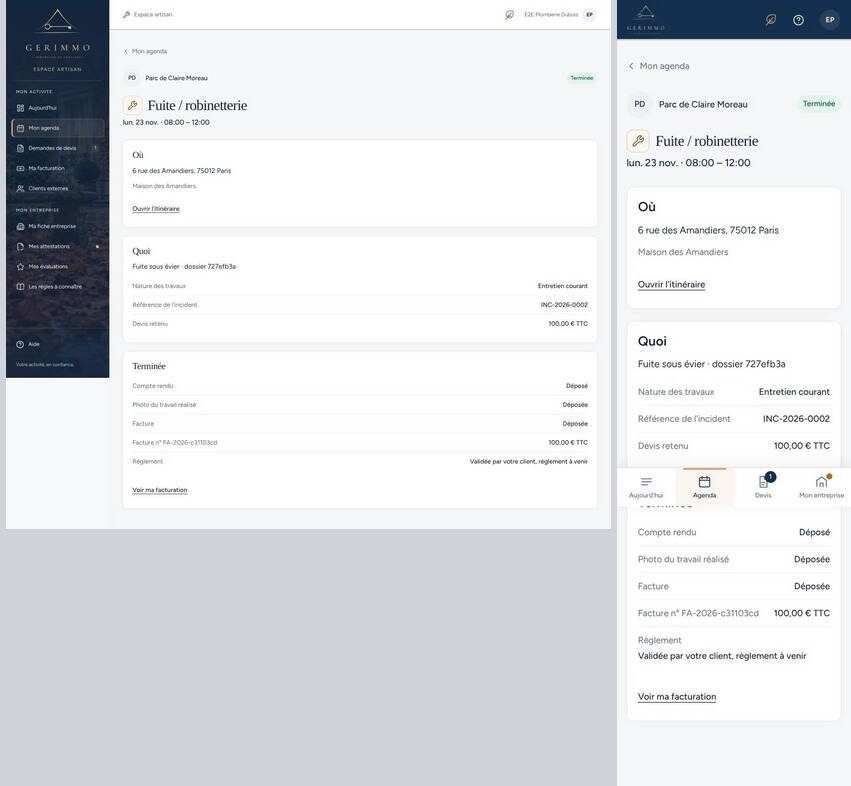 GERIMMO
ESPACE ARTISAN
MON ACTIVITÉ
Aujourd'hui
Mon agenda
Demandes de devis 1
Ma facturation
Clients externes
MON ENTREPRISE
Ma fiche entreprise
Mes attestations
Mes évaluations
Les règles à connaître
Aide
Votre activité, en confiance.
Espace artisan
E2E Plomberie Dubois EP
Mon agenda
PD Parc de Claire Moreau Terminée
Fuite / robinetterie
lun. 23 nov. · 08:00 – 12:00
Où
6 rue des Amandiers, 75012 Paris
Maison des Amandiers
Ouvrir l'itinéraire
Quoi
Fuite sous évier · dossier 727efb3a
Nature des travaux Entretien courant
Référence de l'incident INC-2026-0002
Devis retenu 100,00 € TTC
Terminée
Compte rendu Déposé
Photo du travail réalisé Déposée
Facture Déposée
Facture n° FA-2026-c31103cd 100,00 € TTC
Règlement Validée par votre client, règlement à venir
Voir ma facturation
GERIMMO
EP
Mon agenda
PD Parc de Claire Moreau Terminée
Fuite / robinetterie
lun. 23 nov. · 08:00 – 12:00
Où
6 rue des Amandiers, 75012 Paris
Maison des Amandiers
Ouvrir l'itinéraire
Quoi
Fuite sous évier · dossier 727efb3a
Nature des travaux Entretien courant
Référence de l'incident INC-2026-0002
Devis retenu 100,00 € TTC
1
Aujourd'hui Agenda Devis Mon entreprise
Compte rendu Déposé
Photo du travail réalisé Déposée
Facture Déposée
Facture n° FA-2026-c31103cd 100,00 € TTC
Règlement
Validée par votre client, règlement à venir
Voir ma facturation